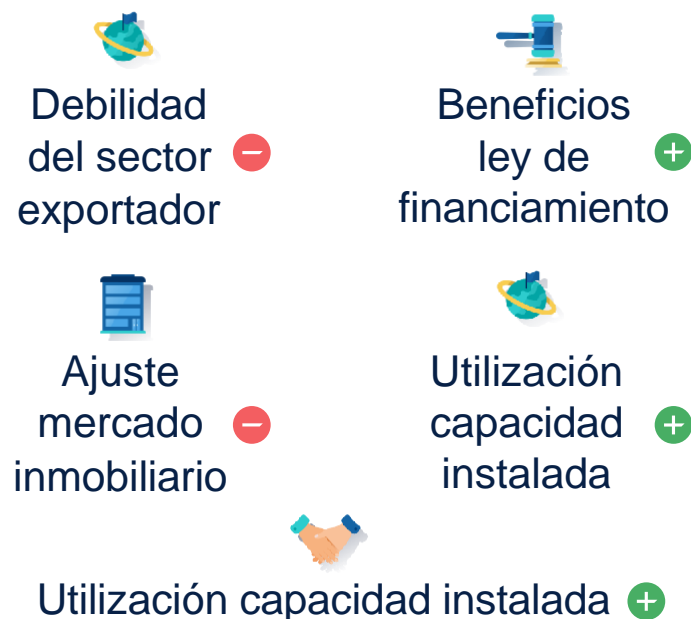 Debilidad
del sector
exportador
Beneficios
ley de
financiamiento
Ajuste
mercado
inmobiliario
Utilización
capacidad
instalada
Utilización capacidad instalada